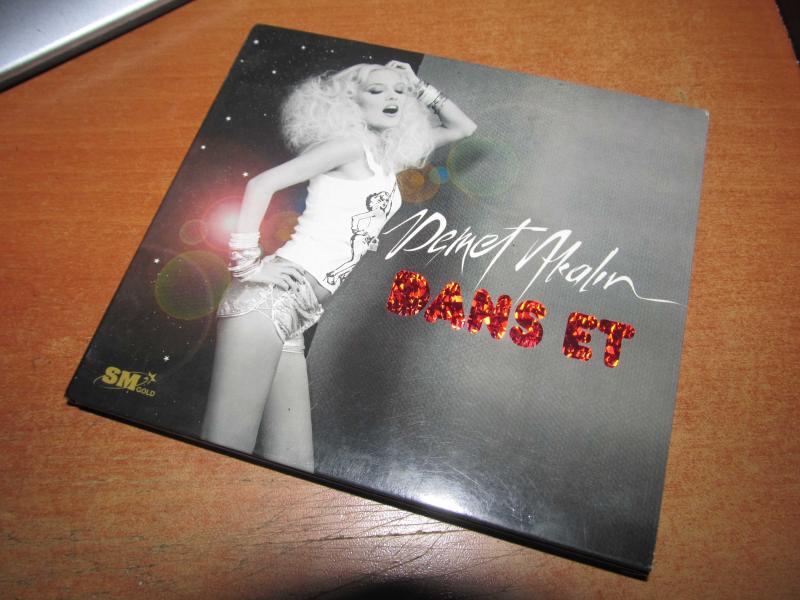 Demet Akalın
DANS ET
SM
GOLD